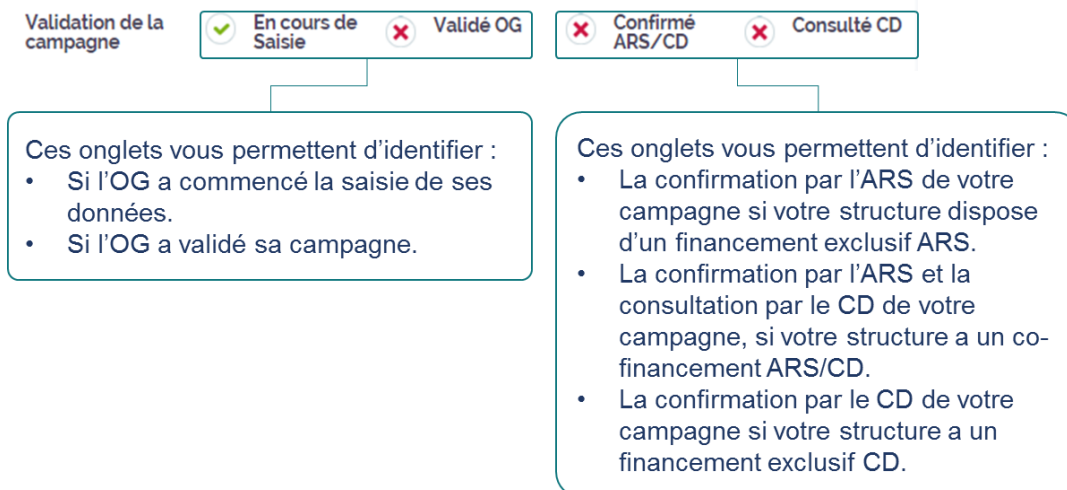 Validation de la
campagne
En cours de
Saisie
Validé OG
Confirmé
ARS/CD
Consulté CD
Ces onglets vous permettent d’identifier :
• Si l’OG a commencé la saisie de ses
données.
• Si l’OG a validé sa campagne.
Ces onglets vous permettent d’identifier :
• La confirmation par l’ARS de votre
campagne si votre structure dispose
d’un financement exclusif ARS.
• La confirmation par l’ARS et la
consultation par le CD de votre
campagne, si votre structure a un co-
financement ARS/CD.
• La confirmation par le CD de votre
campagne si votre structure a un
financement exclusif CD.